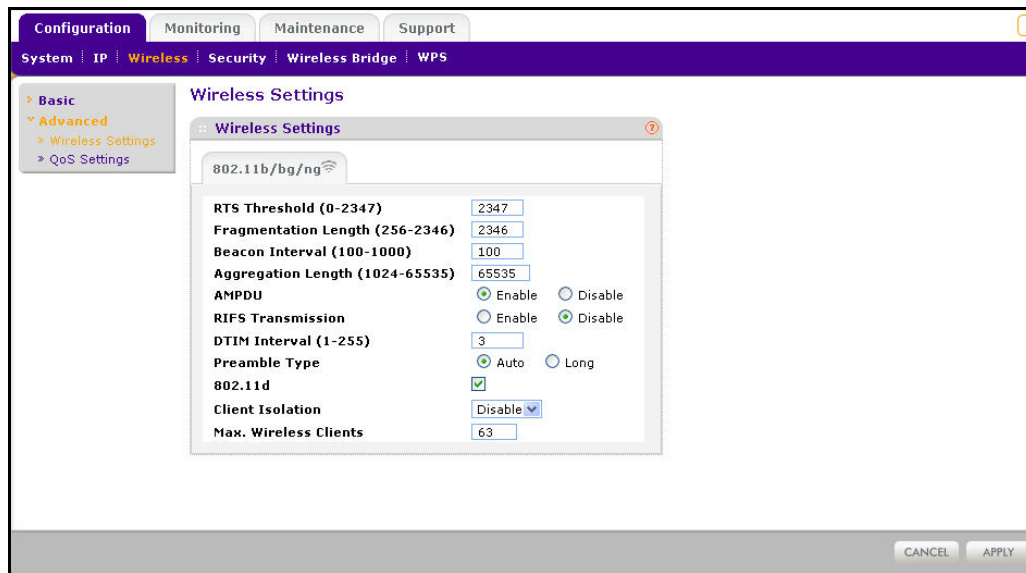 Configuration Monitoring Maintenance Support
System IP Wireless Security Wireless Bridge WPS
Basic
Advanced
Wireless Settings
QoS Settings
Wireless Settings
Wireless Settings
802.11b/bg/ng
RTS Threshold (0-2347) 2347
Fragmentation Length (256-2346) 2346
Beacon Interval (100-1000) 100
Aggregation Length (1024-65535) 65535
AMPDU Enable Disable
RIFS Transmission Enable Disable
DTIM Interval (1-255) 3
Preamble Type Auto Long
802.11d
Client Isolation Disable
Max. Wireless Clients 63
CANCEL APPLY